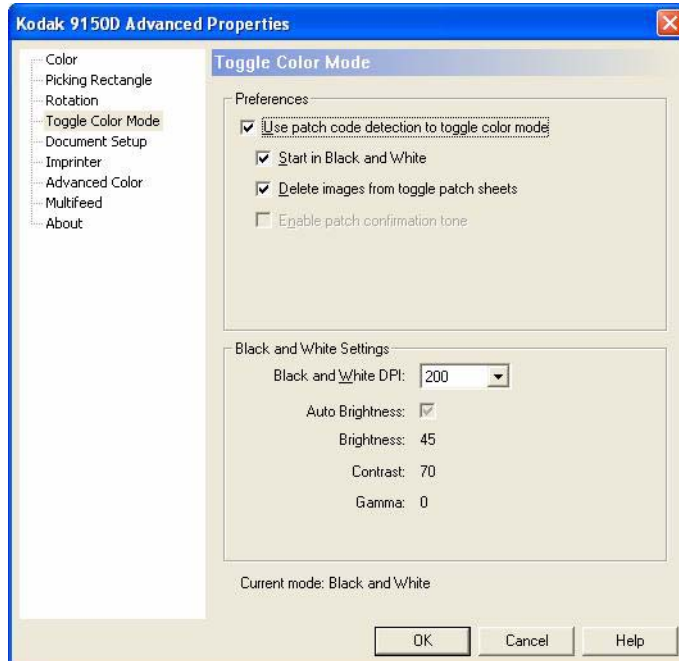 Kodak 9150D Advanced Properties
Color
Picking Rectangle
Rotation
Toggle Color Mode
Document Setup
Imprinter
Advanced Color
Multifeed
About
Toggle Color Mode
Preferences
Use patch code detection to toggle color mode
Start in Black and White
Delete images from toggle patch sheets
Enable patch confirmation tone
Black and White Settings
Black and White DPI: 200
Auto Brightness:
Brightness: 45
Contrast: 70
Gamma: 0
Current mode: Black and White
OK Cancel Help